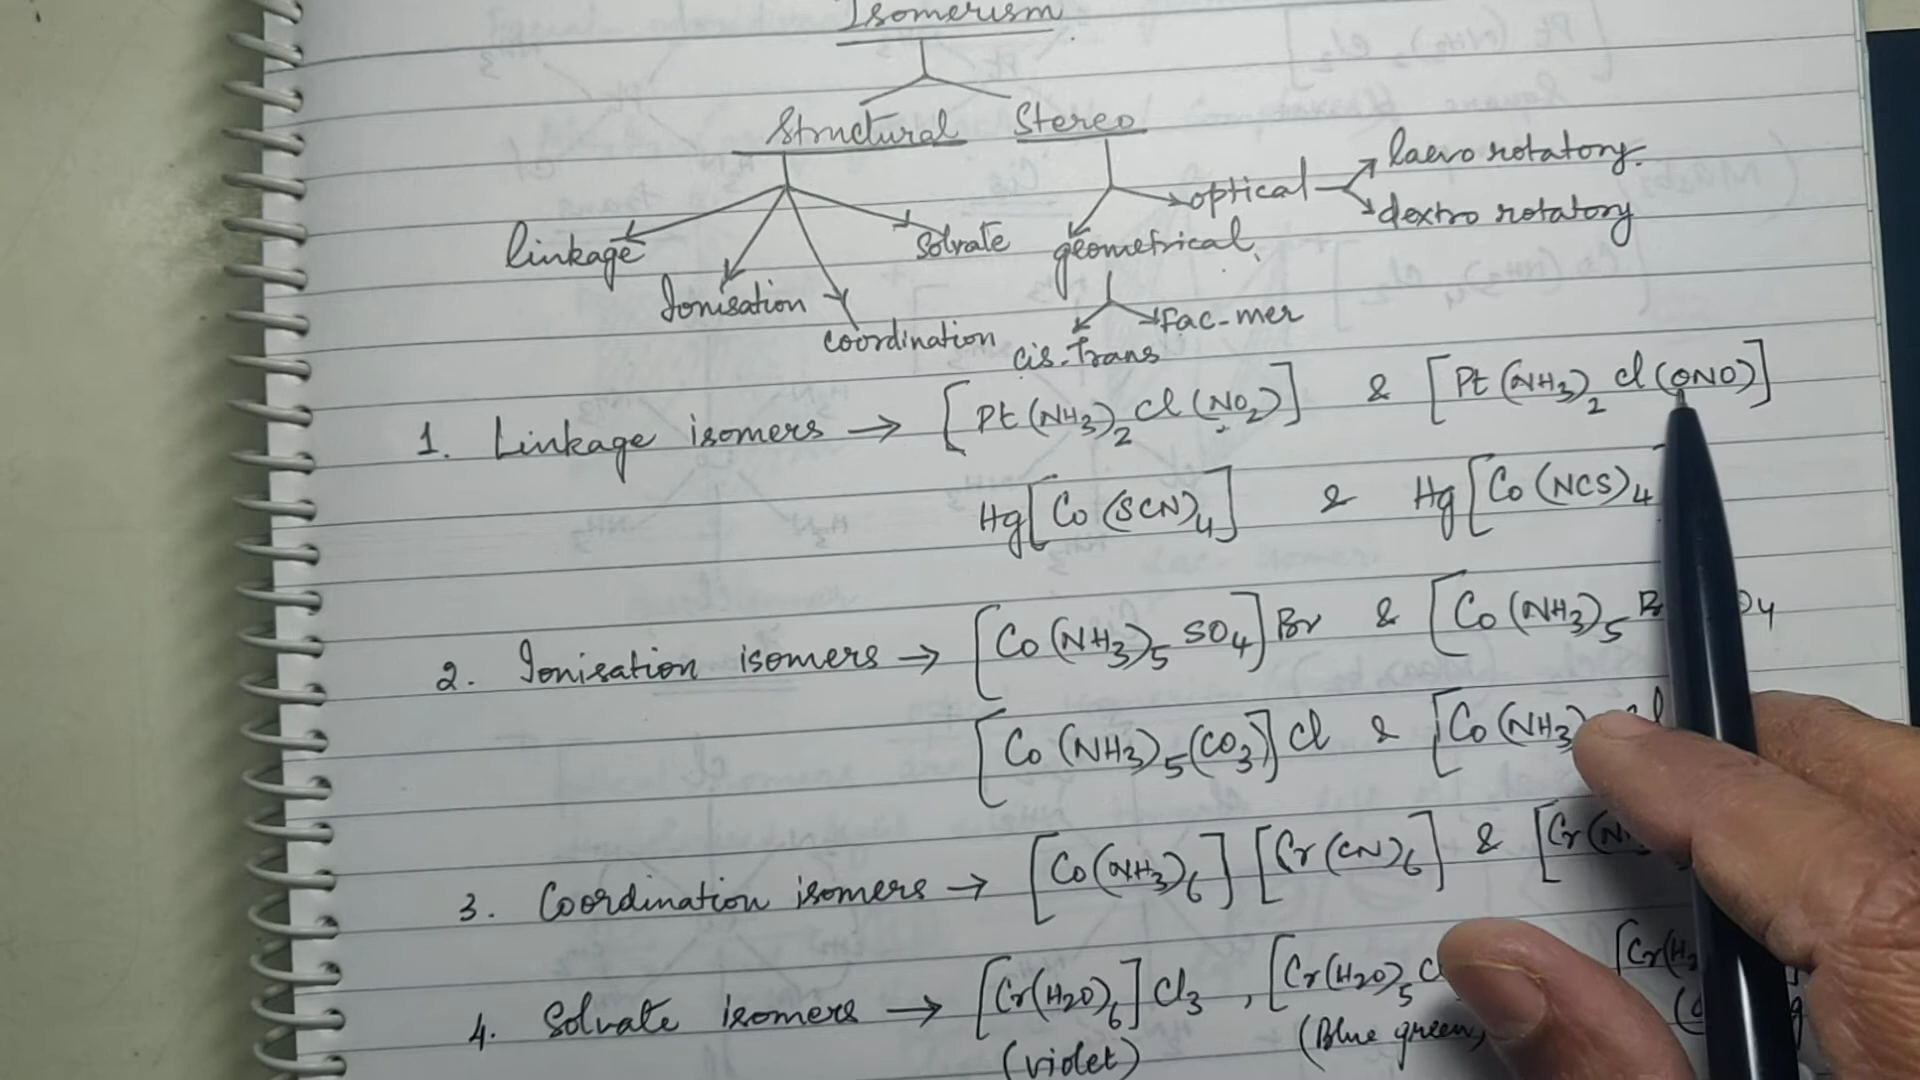 Isomerism
Structural Stereo
laevo rotatory.
optical
dextro rotatory
linkage
solvate
geometrical
Ionisation
fac-mer
coordination
cis-Trans
1. Linkage isomers → [Pt(NH3)2 Cl(NO2)] & [Pt(NH3)2 Cl(ONO)]
Hg[Co(SCN)4] & Hg[Co(NCS)4
2. Ionisation isomers → [Co(NH3)5 SO4]Br & [Co(NH3)5 B O4
[Co(NH3)5(CO3)]Cl & [Co(NH3)
3. Coordination isomers → [Co(NH3)6] [Cr(CN)6] & [Cr(N
4. Solvate isomers → [Cr(H2O)6]Cl3 , [Cr(H2O)5 C [Cr(H2
(violet) (Blue green)